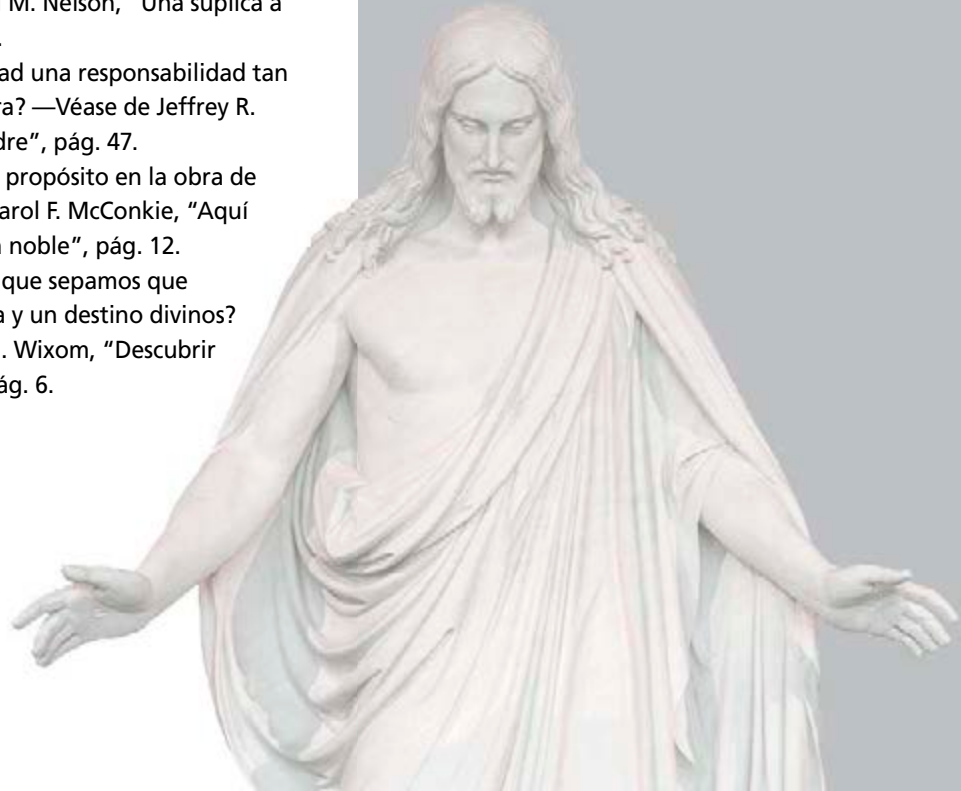 M. Nelson, “Una súplica a
.
ad una responsabilidad tan
ra? —Véase de Jeffrey R.
dre”, pág. 47.
propósito en la obra de
arol F. McConkie, “Aquí
noble”, pág. 12.
que sepamos que
a y un destino divinos?
. Wixom, “Descubrir
ág. 6.